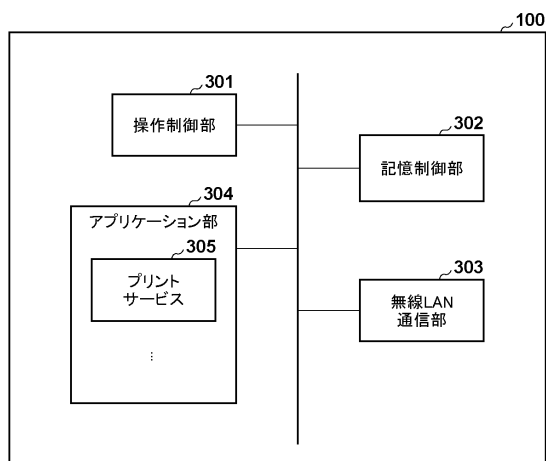 100
301
操作制御部
302
記憶制御部
304
アプリケーション部
305
プリント
サービス
⋮
303
無線LAN
通信部